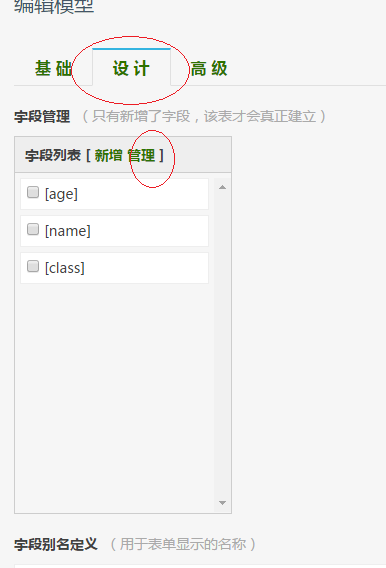 编辑模型
基 础 设 计 高 级
字段管理 （只有新增了字段，该表才会真正建立）
字段列表 [ 新增 管理 ]
[age]
[name]
[class]
字段别名定义 （用于表单显示的名称）